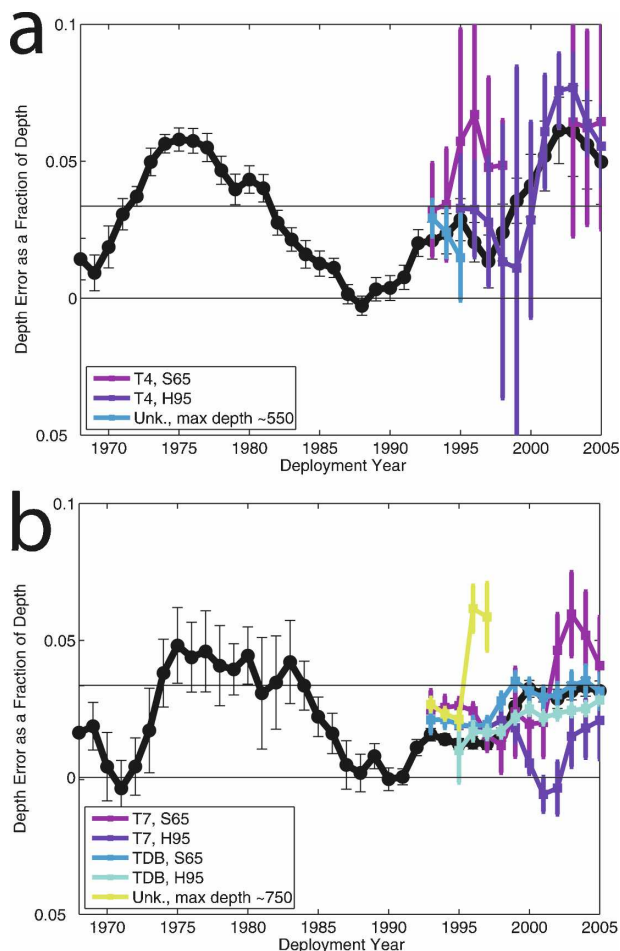 a
0.1
0.05
0
0.05
Depth Error as a Fraction of Depth
T4, S65
T4, H95
Unk., max depth ~550
1970 1975 1980 1985 1990 1995 2000 2005
Deployment Year
b
0.1
0.05
0
0.05
Depth Error as a Fraction of Depth
T7, S65
T7, H95
TDB, S65
TDB, H95
Unk., max depth ~750
1970 1975 1980 1985 1990 1995 2000 2005
Deployment Year